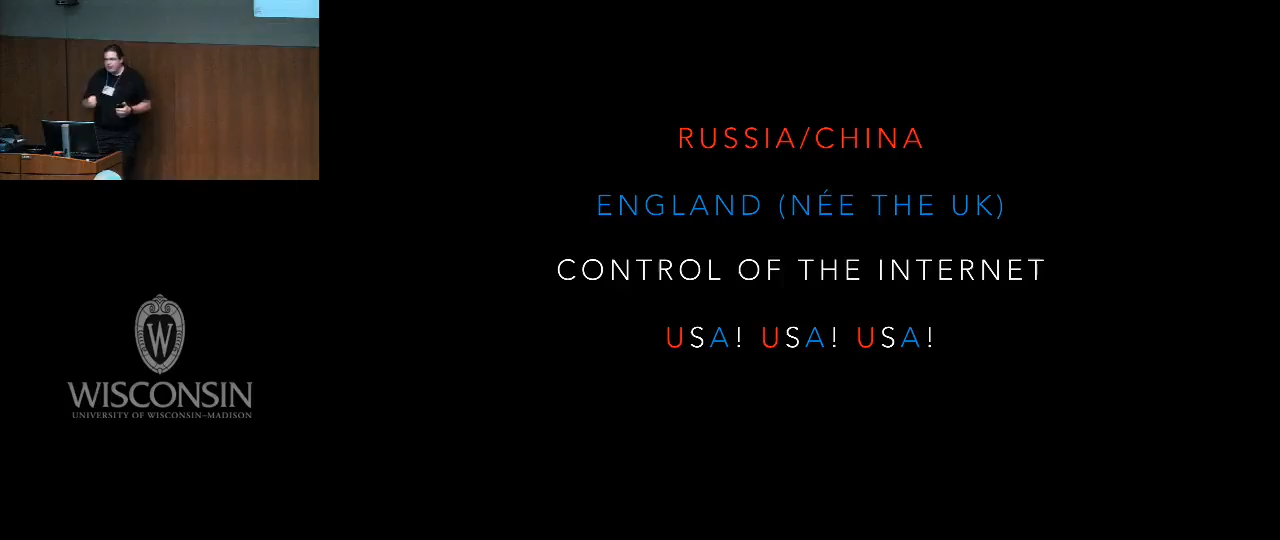 RUSSIA/CHINA
ENGLAND (NÉE THE UK)
CONTROL OF THE INTERNET
USA! USA! USA!
W
WISCONSIN
UNIVERSITY OF WISCONSIN–MADISON